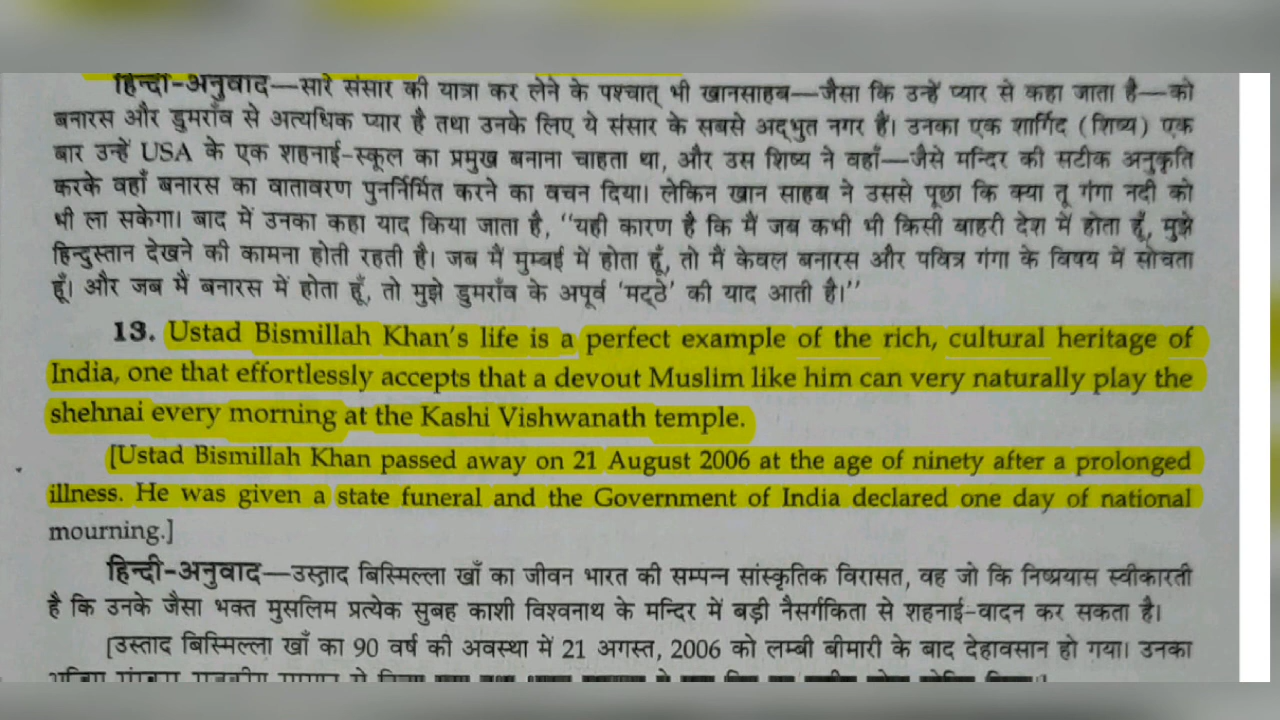 हिन्दी-अनुवाद—सारे संसार की यात्रा कर लेने के पश्चात् भी खानसाहब—जैसा कि उन्हें प्यार से कहा जाता है—को
बनारस और डुमराँव से अत्यधिक प्यार है तथा उनके लिए ये संसार के सबसे अद्भुत नगर हैं। उनका एक शार्गिद (शिष्य) एक
बार उन्हें USA के एक शहनाई-स्कूल का प्रमुख बनाना चाहता था, और उस शिष्य ने वहाँ—जैसे मन्दिर की सटीक अनुकृति
करके वहाँ बनारस का वातावरण पुनर्निर्मित करने का वचन दिया। लेकिन खान साहब ने उससे पूछा कि क्या तू गंगा नदी को
भी ला सकेगा। बाद में उनका कहा याद किया जाता है, “यही कारण है कि मैं जब कभी भी किसी बाहरी देश में होता हूँ, मुझे
हिन्दुस्तान देखने की कामना होती रहती है। जब मैं मुम्बई में होता हूँ, तो मैं केवल बनारस और पवित्र गंगा के विषय में सोचता
हूँ। और जब मैं बनारस में होता हूँ, तो मुझे डुमराँव के अपूर्व ‘मट्ठे’ की याद आती है।”
13. Ustad Bismillah Khan's life is a perfect example of the rich, cultural heritage of
India, one that effortlessly accepts that a devout Muslim like him can very naturally play the
shehnai every morning at the Kashi Vishwanath temple.
[Ustad Bismillah Khan passed away on 21 August 2006 at the age of ninety after a prolonged
illness. He was given a state funeral and the Government of India declared one day of national
mourning.]
हिन्दी-अनुवाद—उस्ताद बिस्मिल्ला खाँ का जीवन भारत की सम्पन्न सांस्कृतिक विरासत, वह जो कि निष्प्रयास स्वीकारती
है कि उनके जैसा भक्त मुसलिम प्रत्येक सुबह काशी विश्वनाथ के मन्दिर में बड़ी नैसर्गकिता से शहनाई-वादन कर सकता है।
[उस्ताद बिस्मिल्ला खाँ का 90 वर्ष की अवस्था में 21 अगस्त, 2006 को लम्बी बीमारी के बाद देहावसान हो गया। उनका